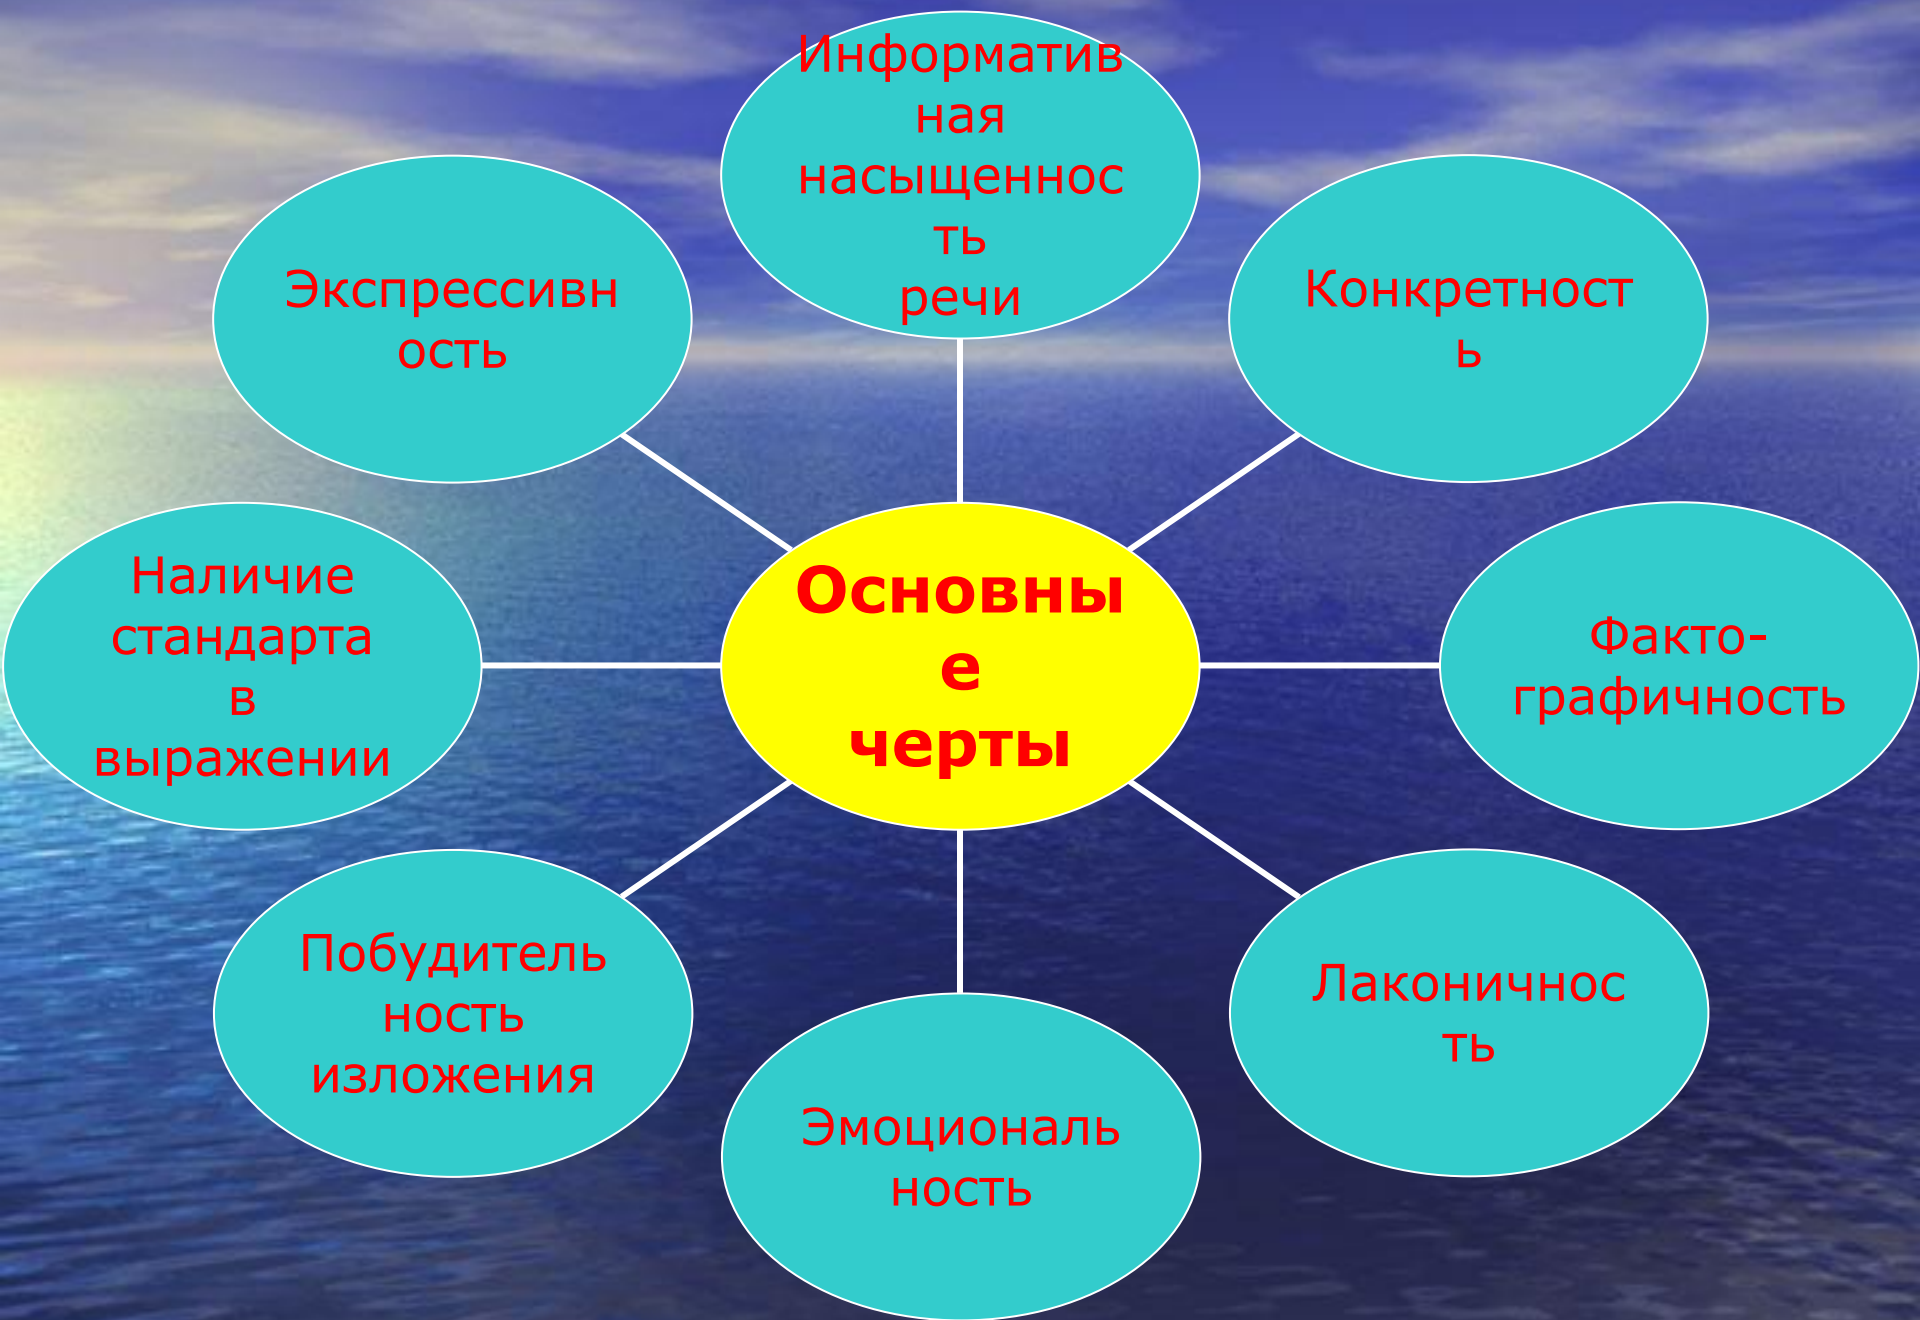 Информатив
ная
насыщеннос
ть
речи
Экспрессивн
ость
Конкретност
ь
Наличие
стандарта
в
выражении
Основны
е
черты
Факто-
графичность
Побудитель
ность
изложения
Лаконичнос
ть
Эмоциональ
ность